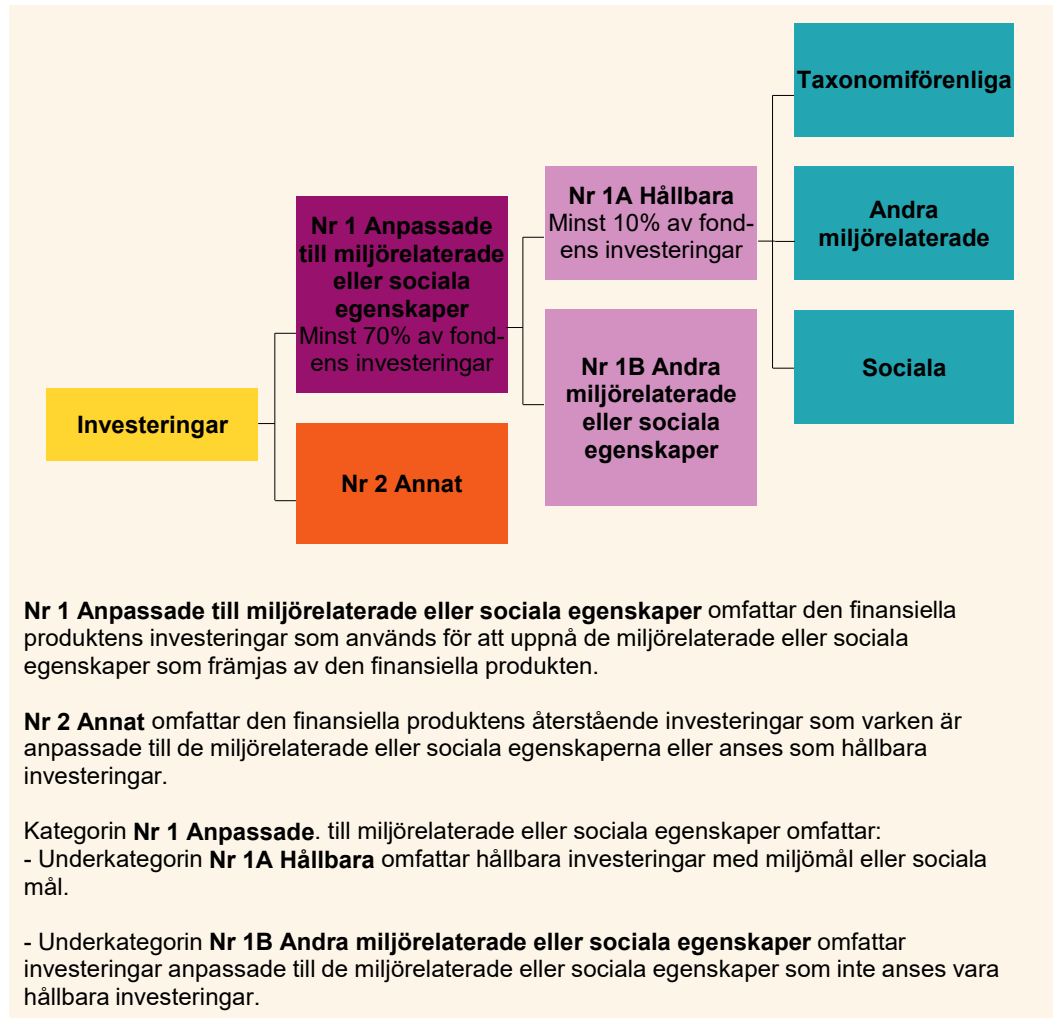 Investeringar
Nr 1 Anpassade
till miljörelaterade
eller sociala
egenskaper
Minst 70% av fond-
ens investeringar
Nr 2 Annat
Nr 1A Hållbara
Minst 10% av fond-
ens investeringar
Nr 1B Andra
miljörelaterade
eller sociala
egenskaper
Taxonomiförenliga
Andra
miljörelaterade
Sociala
Nr 1 Anpassade till miljörelaterade eller sociala egenskaper omfattar den finansiella
produktens investeringar som används för att uppnå de miljörelaterade eller sociala
egenskaper som främjas av den finansiella produkten.
Nr 2 Annat omfattar den finansiella produktens återstående investeringar som varken är
anpassade till de miljörelaterade eller sociala egenskaperna eller anses som hållbara
investeringar.
Kategorin Nr 1 Anpassade. till miljörelaterade eller sociala egenskaper omfattar:
- Underkategorin Nr 1A Hållbara omfattar hållbara investeringar med miljömål eller sociala
mål.
- Underkategorin Nr 1B Andra miljörelaterade eller sociala egenskaper omfattar
investeringar anpassade till de miljörelaterade eller sociala egenskaper som inte anses vara
hållbara investeringar.